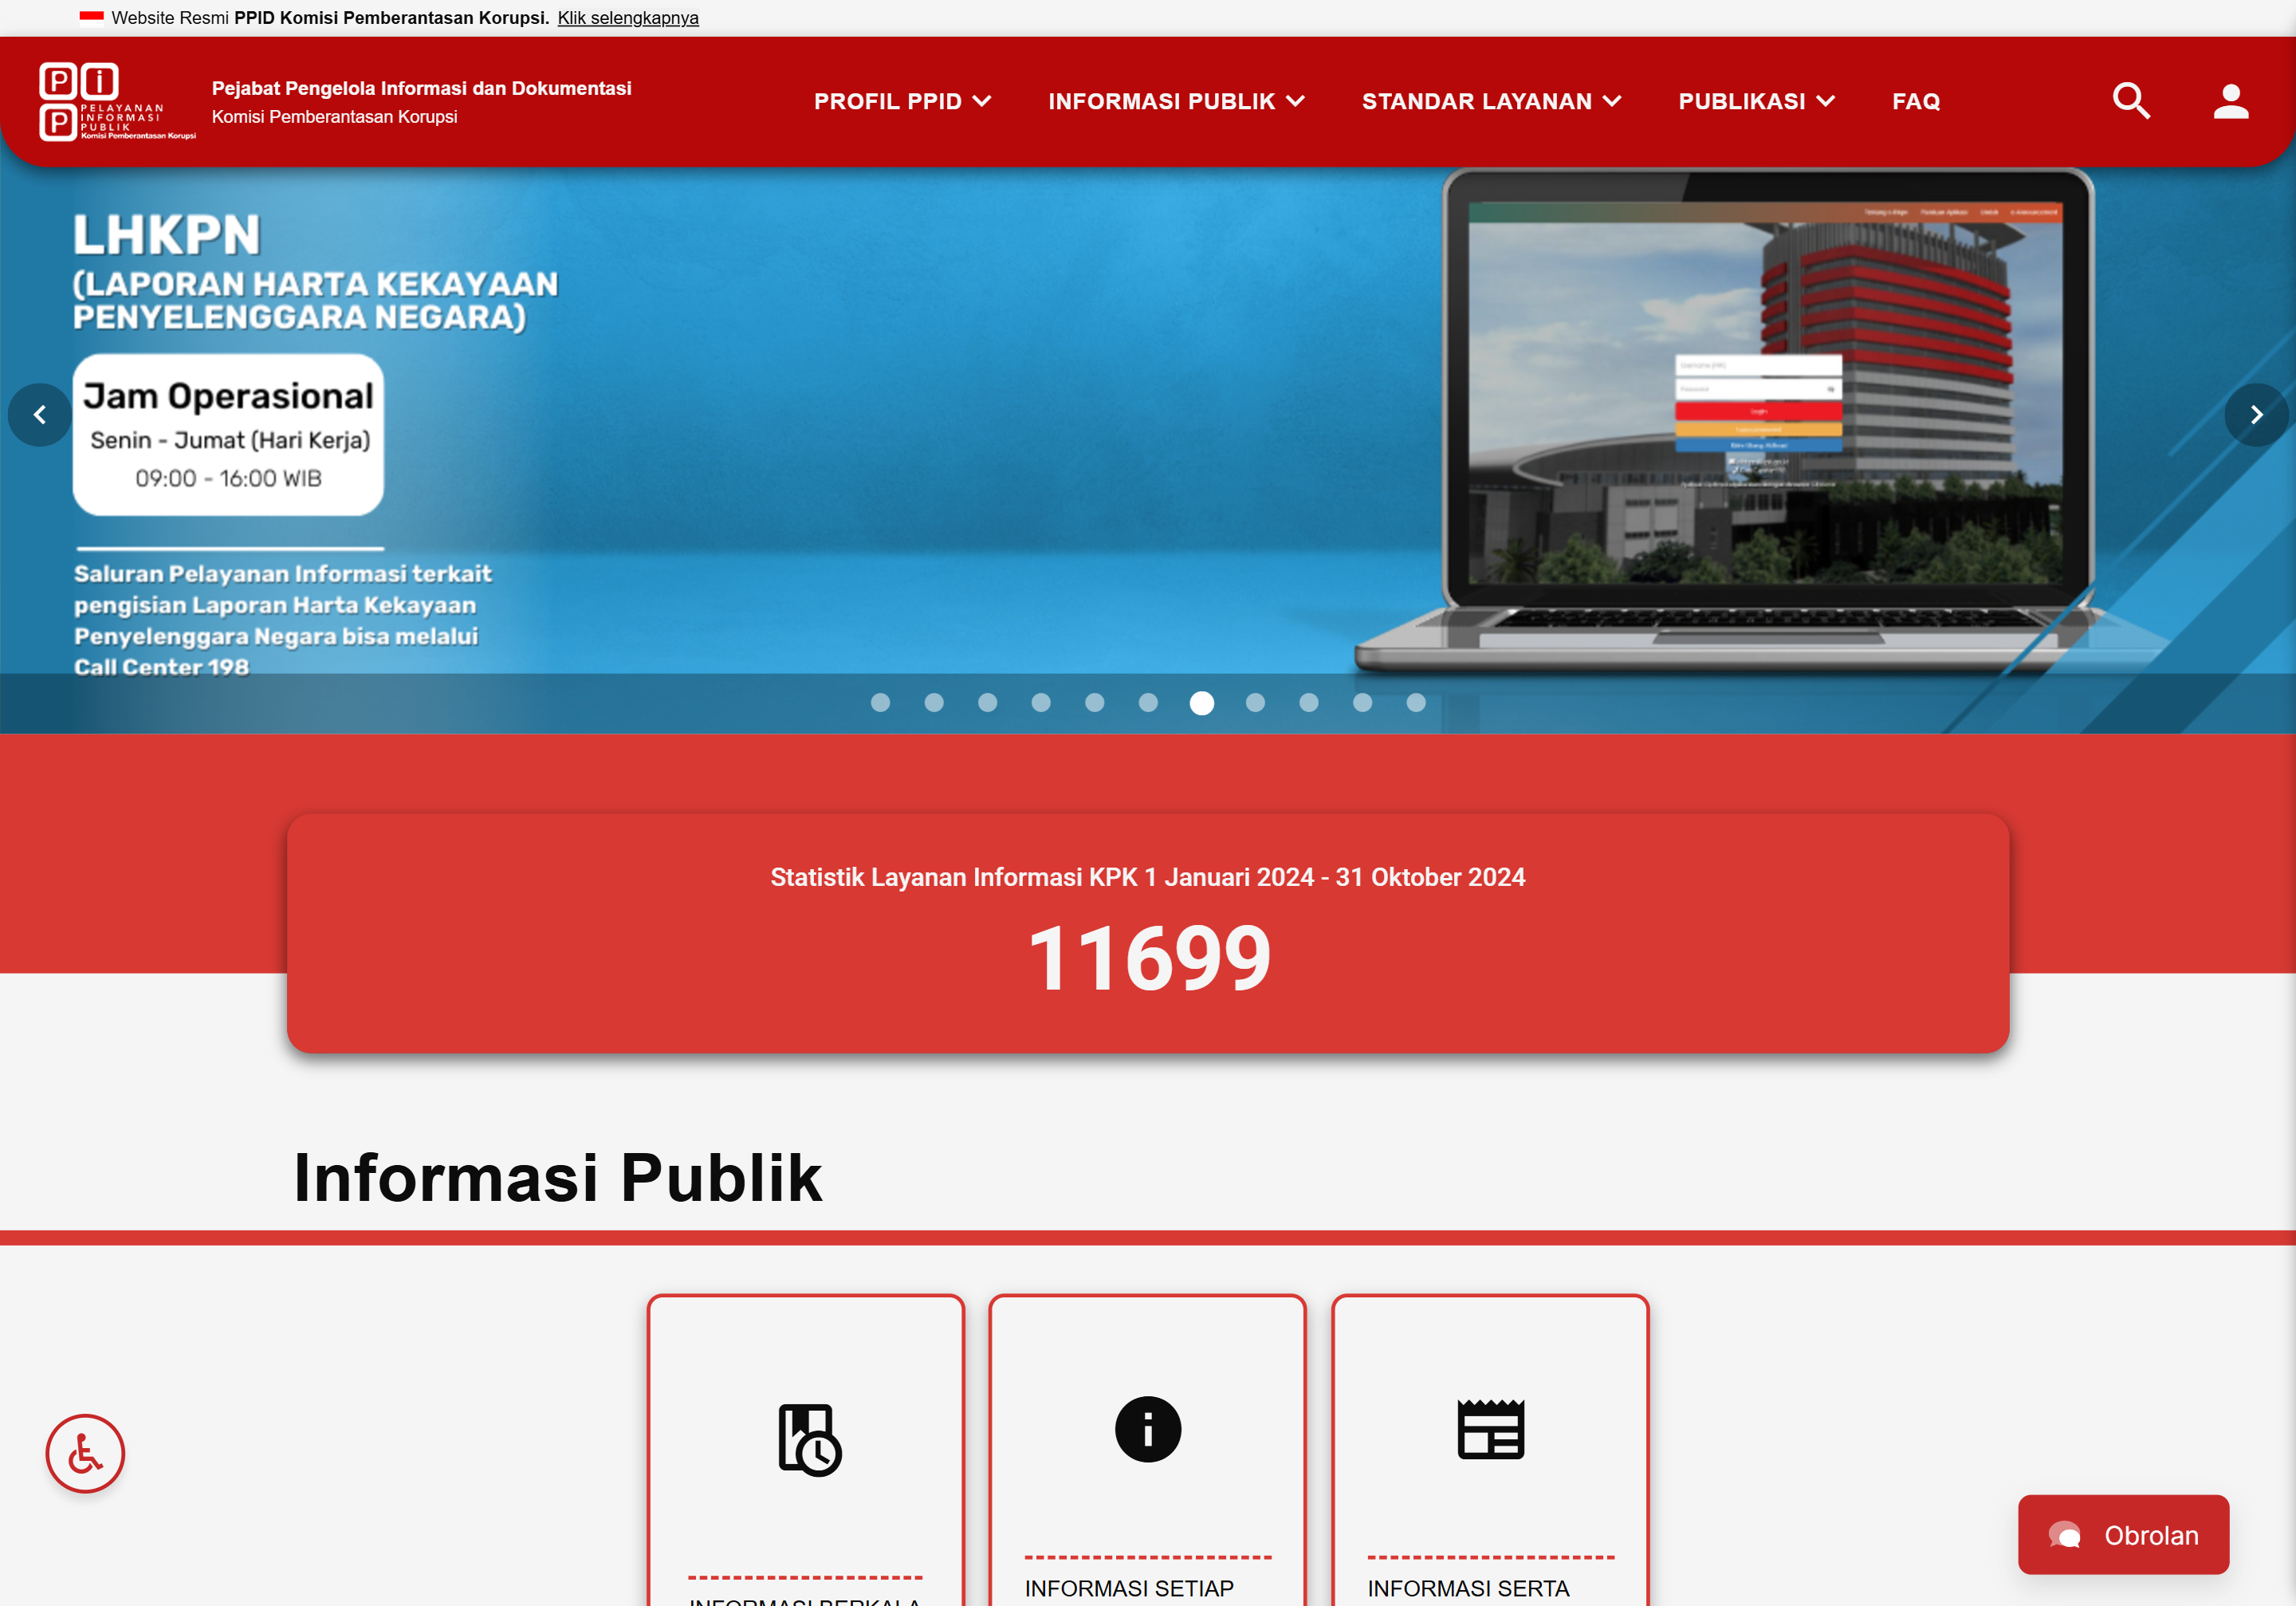 Website Resmi PPID Komisi Pemberantasan Korupsi. Klik selengkapnya
P i
P PELAYANAN
INFORMASI
PUBLIK
Komisi Pemberantasan Korupsi
Pejabat Pengelola Informasi dan Dokumentasi
Komisi Pemberantasan Korupsi
PROFIL PPID INFORMASI PUBLIK STANDAR LAYANAN PUBLIKASI FAQ
LHKPN
(LAPORAN HARTA KEKAYAAN
PENYELENGGARA NEGARA)
Jam Operasional
Senin - Jumat (Hari Kerja)
09:00 - 16:00 WIB
Saluran Pelayanan Informasi terkait
pengisian Laporan Harta Kekayaan
Penyelenggara Negara bisa melalui
Call Center 198
Login
Statistik Layanan Informasi KPK 1 Januari 2024 - 31 Oktober 2024
11699
Informasi Publik
INFORMASI BERKALA
INFORMASI SETIAP
INFORMASI SERTA
Obrolan